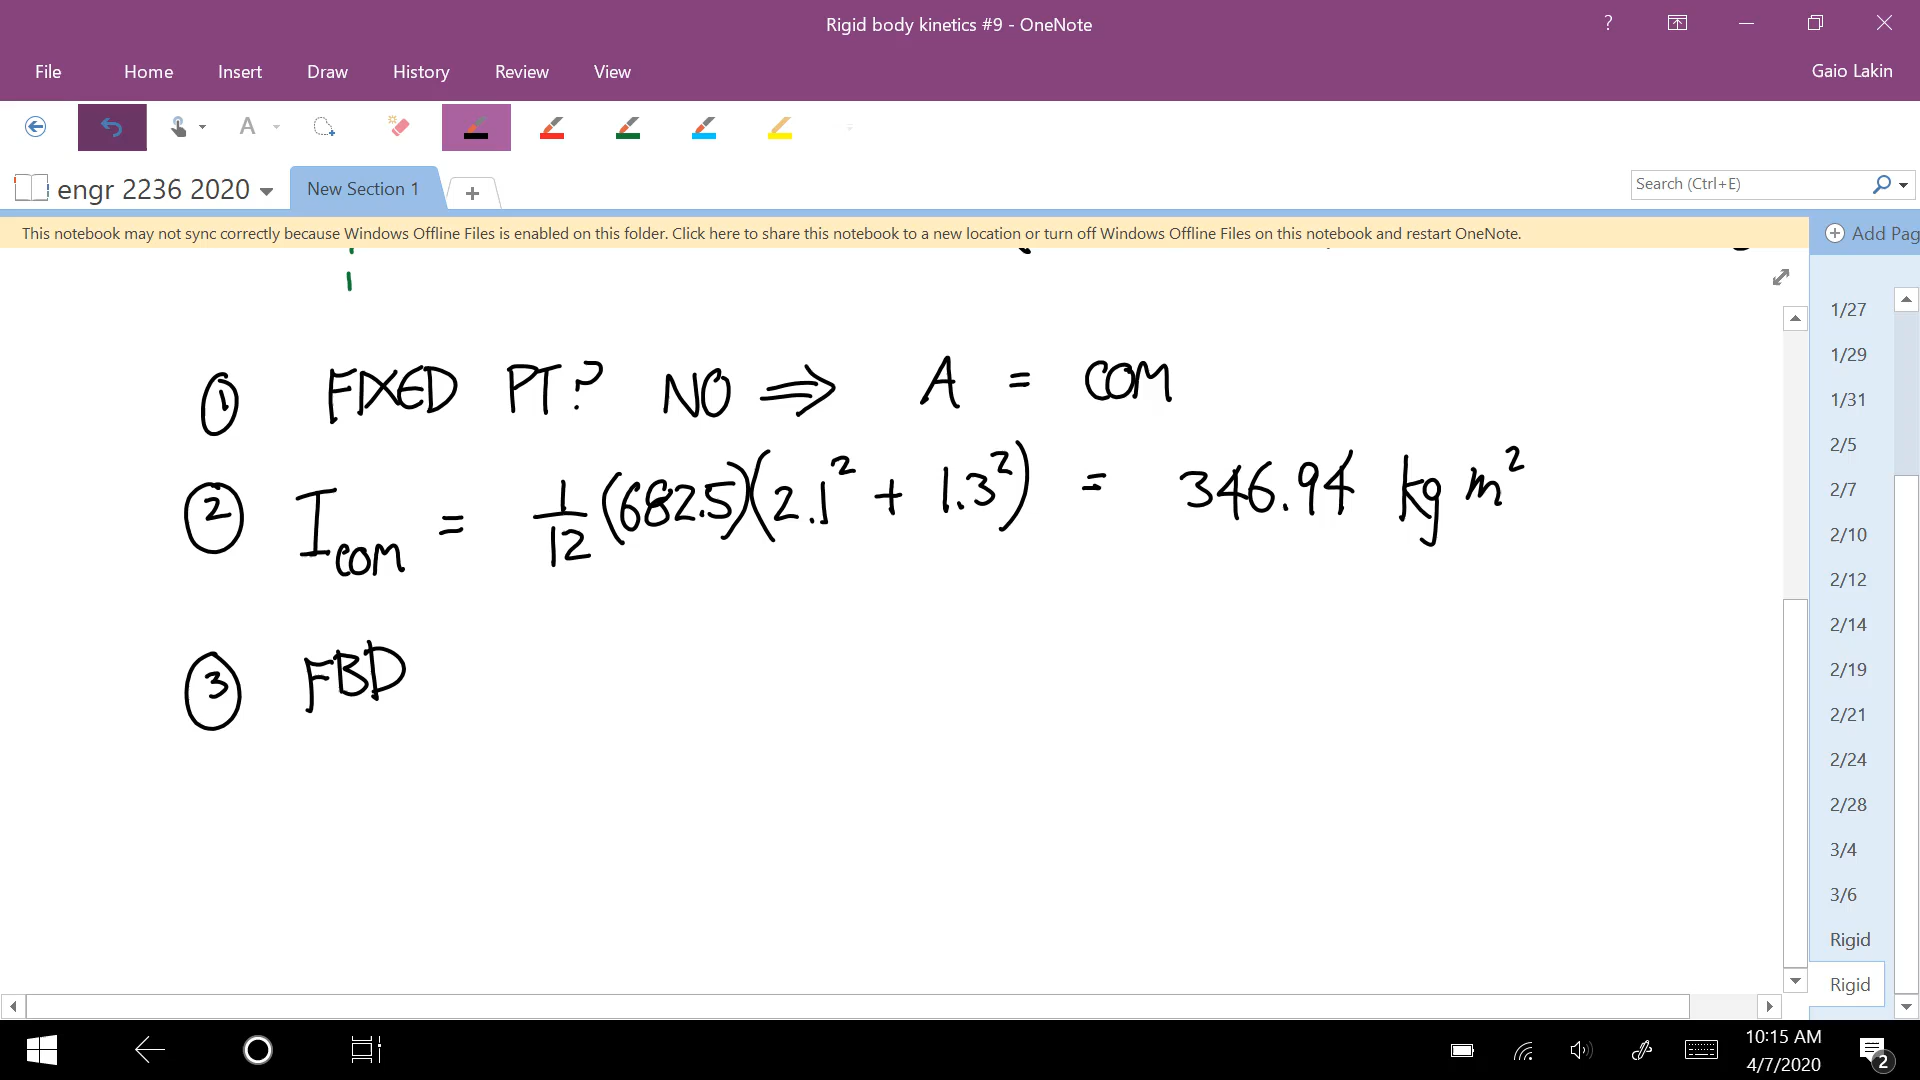 Rigid body kinetics #9 - OneNote
?
File Home Insert Draw History Review View
Gaio Lakin
A
engr 2236 2020
New Section 1
+
Search (Ctrl+E)
This notebook may not sync correctly because Windows Offline Files is enabled on this folder. Click here to share this notebook to a new location or turn off Windows Offline Files on this notebook and restart OneNote.
Add Pag
1/27
1/29
1/31
2/5
2/7
2/10
2/12
2/14
2/19
2/21
2/24
2/28
3/4
3/6
Rigid
Rigid
① FIXED PT? NO ⇒ A = COM
② I_COM = 1/12 (682.5)(2.1² + 1.3²) = 346.94 kg m²
③ FBD
10:15 AM
4/7/2020
2